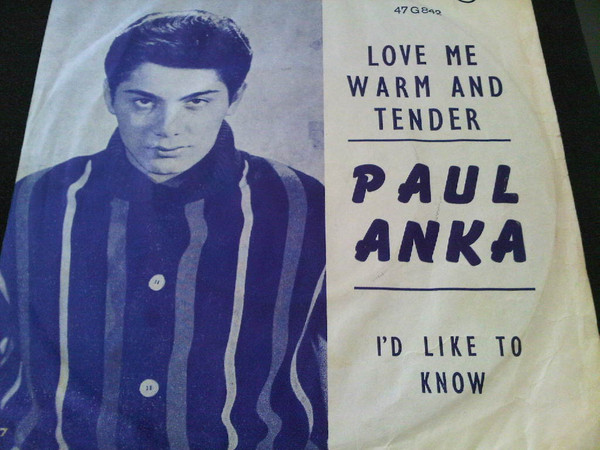 47 G 842
LOVE ME
WARM AND
TENDER
PAUL
ANKA
I'D LIKE TO
KNOW